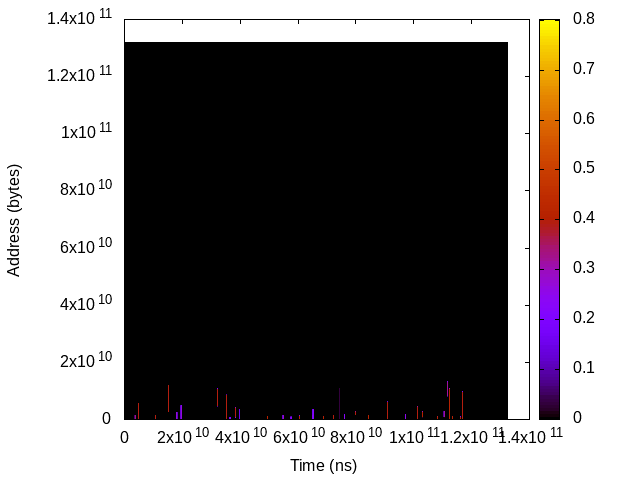 1.4x10 11
1.2x10 11
1x10 11
8x10 10
6x10 10
4x10 10
2x10 10
0
Address (bytes)
0 2x10 10 4x10 10 6x10 10 8x10 10 1x10 11 1.2x10 11 1.4x10 11
Time (ns)
0.8
0.7
0.6
0.5
0.4
0.3
0.2
0.1
0